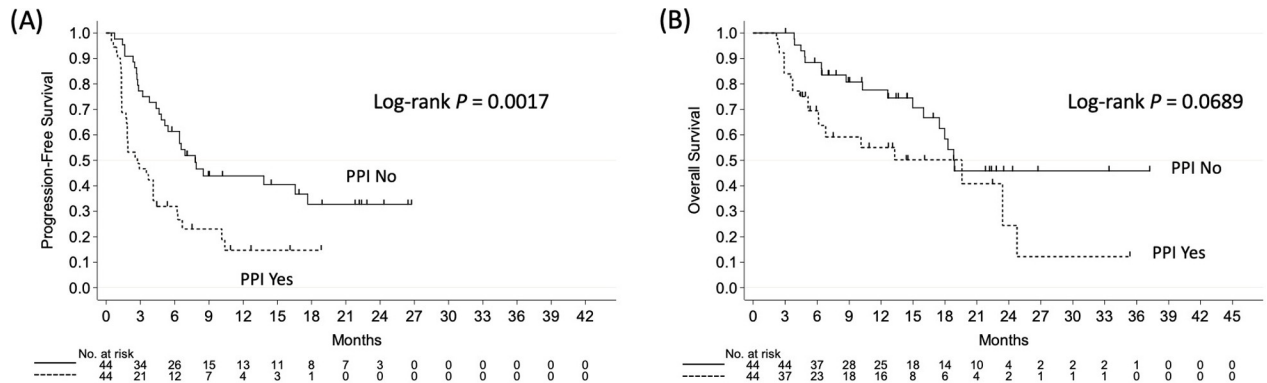 (A)
Progression-Free Survival
1.0
0.9
0.8
0.7
0.6
0.5
0.4
0.3
0.2
0.1
0.0
Log-rank P = 0.0017
PPI No
PPI Yes
0 3 6 9 12 15 18 21 24 27 30 33 36 39 42
Months
No. at risk
44 34 26 15 13 11 8 7 3 0 0 0 0 0 0
44 21 12 7 4 3 1 0 0 0 0 0 0 0 0
(B)
Overall Survival
1.0
0.9
0.8
0.7
0.6
0.5
0.4
0.3
0.2
0.1
0.0
Log-rank P = 0.0689
PPI No
PPI Yes
0 3 6 9 12 15 18 21 24 27 30 33 36 39 42 45
Months
No. at risk
44 44 37 28 25 18 14 10 4 2 2 2 1 0 0 0
44 37 23 18 16 8 6 4 2 1 1 1 0 0 0 0